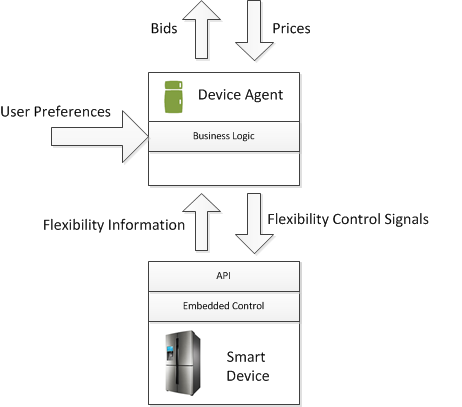 Bids
Prices
Device Agent
User Preferences
Business Logic
Flexibility Information
Flexibility Control Signals
API
Embedded Control
Smart
Device